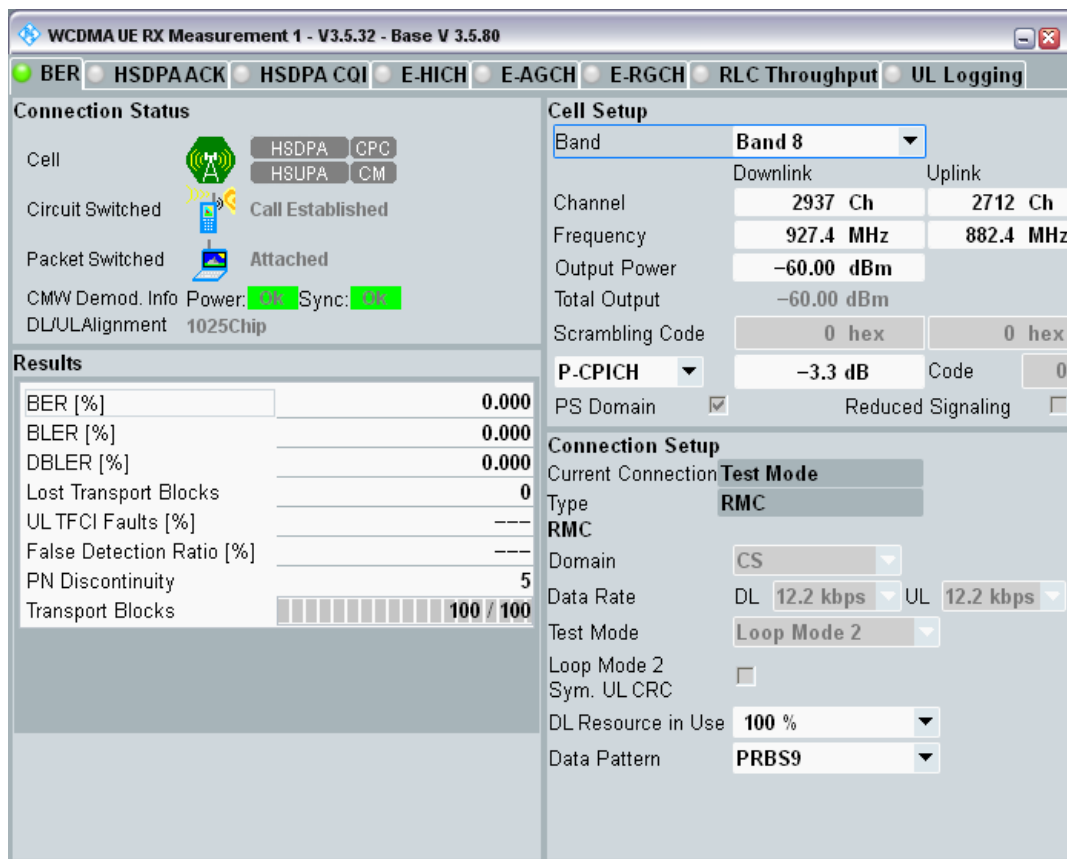 WCDMA UE RX Measurement 1 - V3.5.32 - Base V 3.5.80
BER HSDPA ACK HSDPA CQI E-HICH E-AGCH E-RGCH RLC Throughput UL Logging
Connection Status
Cell HSDPA CPC
HSUPA CM
Circuit Switched Call Established
Packet Switched Attached
CMW Demod. Info Power: Ok Sync: Ok
DL/UL Alignment 1025Chip
Results
BER [%] 0.000
BLER [%] 0.000
DBLER [%] 0.000
Lost Transport Blocks 0
UL TFCI Faults [%] ---
False Detection Ratio [%] ---
PN Discontinuity 5
Transport Blocks 100 / 100
Cell Setup
Band Band 8
Downlink Uplink
Channel 2937 Ch 2712 Ch
Frequency 927.4 MHz 882.4 MHz
Output Power -60.00 dBm
Total Output -60.00 dBm
Scrambling Code 0 hex 0 hex
P-CPICH -3.3 dB Code 0
PS Domain Reduced Signaling
Connection Setup
Current Connection Test Mode
Type RMC
RMC
Domain CS
Data Rate DL 12.2 kbps UL 12.2 kbps
Test Mode Loop Mode 2
Loop Mode 2
Sym. UL CRC
DL Resource in Use 100 %
Data Pattern PRBS9